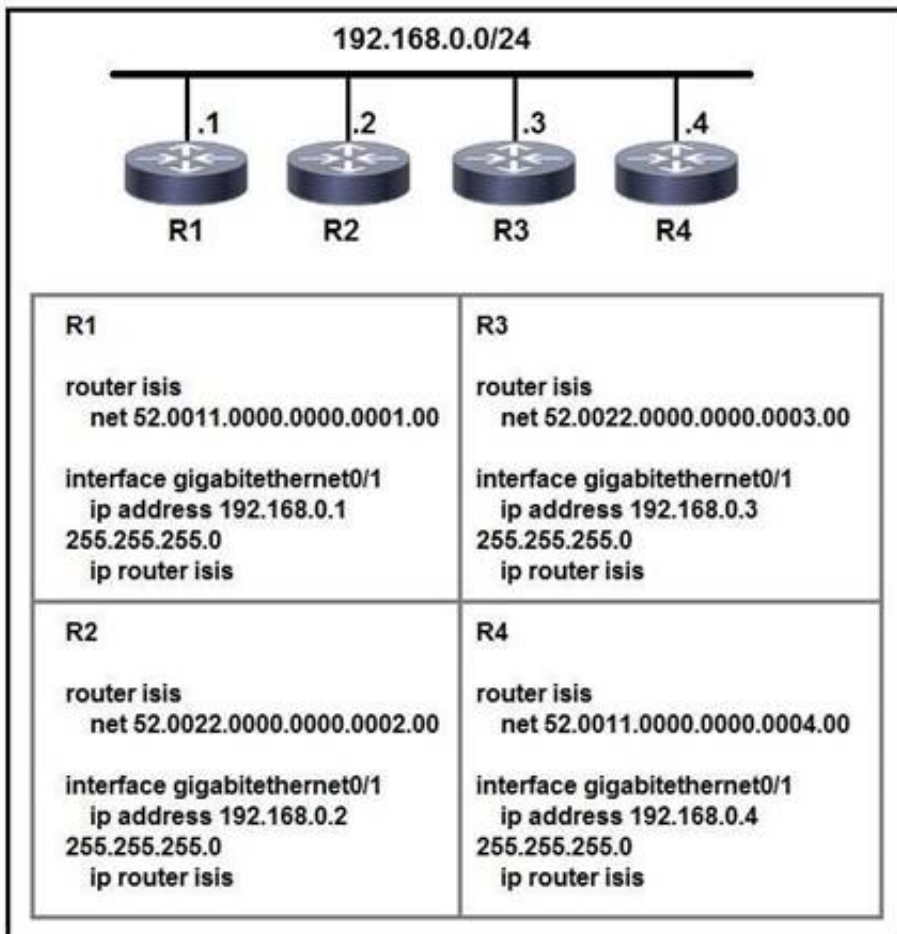 192.168.0.0/24
.1
.2
.3
.4
R1
R2
R3
R4
R1
router isis
net 52.0011.0000.0000.0001.00
interface gigabitethernet0/1
ip address 192.168.0.1
255.255.255.0
ip router isis
R3
router isis
net 52.0022.0000.0000.0003.00
interface gigabitethernet0/1
ip address 192.168.0.3
255.255.255.0
ip router isis
R2
router isis
net 52.0022.0000.0000.0002.00
interface gigabitethernet0/1
ip address 192.168.0.2
255.255.255.0
ip router isis
R4
router isis
net 52.0011.0000.0000.0004.00
interface gigabitethernet0/1
ip address 192.168.0.4
255.255.255.0
ip router isis